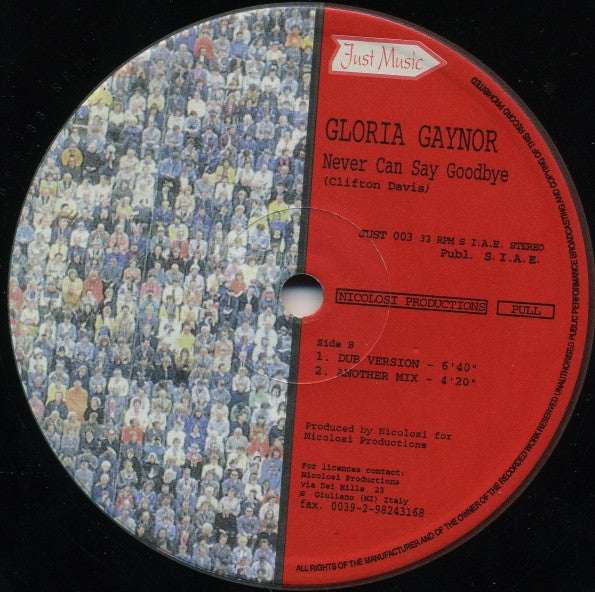 Just Music
GLORIA GAYNOR
Never Can Say Goodbye
(Clifton Davis)
JUST 003 33 RPM S I.A.E. STEREO
Publ. S.I.A.E.
NICOLOSI PRODUCTIONS PULL
Side B
1. DUB VERSION - 6'40"
2. ANOTHER MIX - 4'20"
Produced by Nicolosi for
Nicolosi Productions
For licences contact:
Nicolosi Productions
via Dei Mille, 23
S Giuliano (MI) Italy
fax. 0039-2-98243168
ALL RIGHTS OF THE MANUFACTURER AND OF THE OWNER OF THE RECORDED WORK RESERVED UNAUTHORISED PUBLIC PERFORMANCE BROADCASTING AND COPYING OF THIS RECORD PROHIBITED